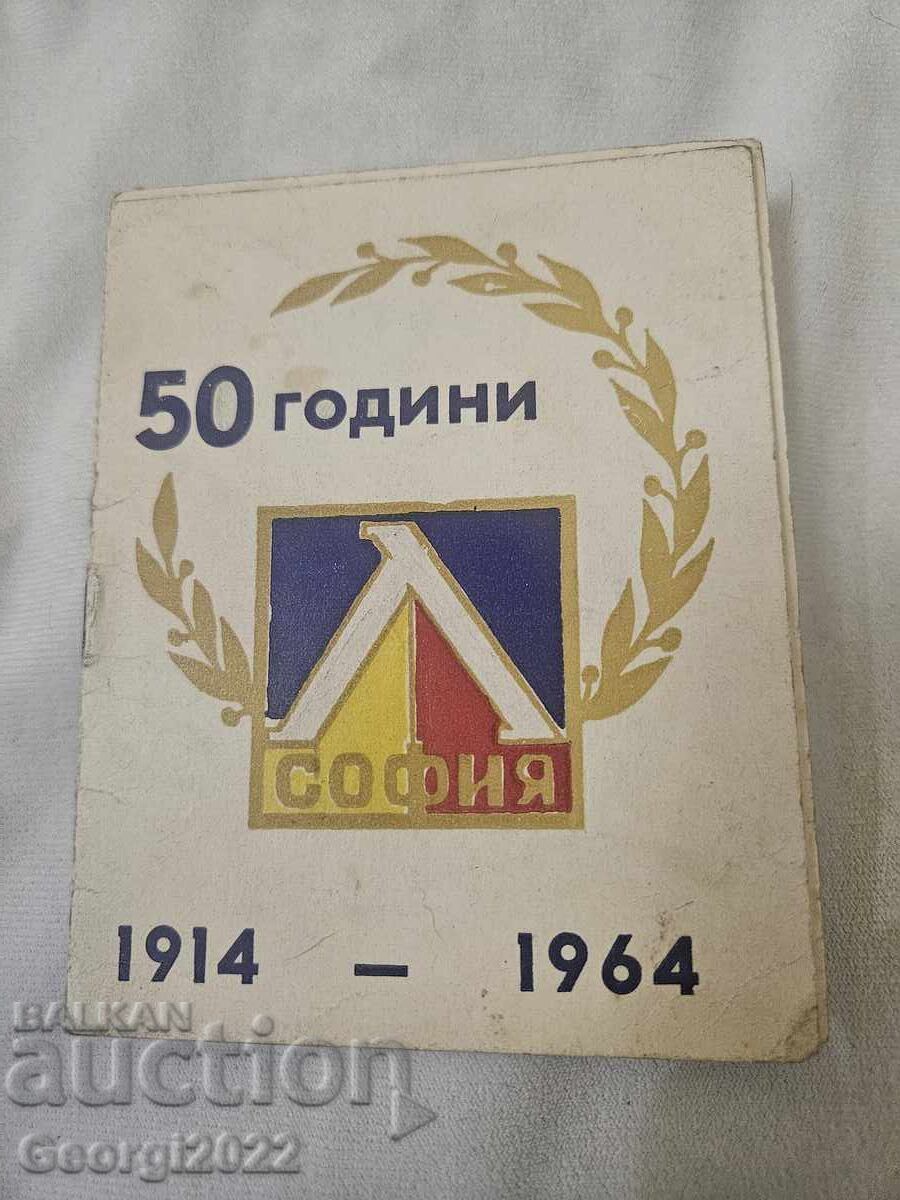 50 години
Л
СОФИЯ
1914 – 1964
BALKAN
auction
Georgi2022